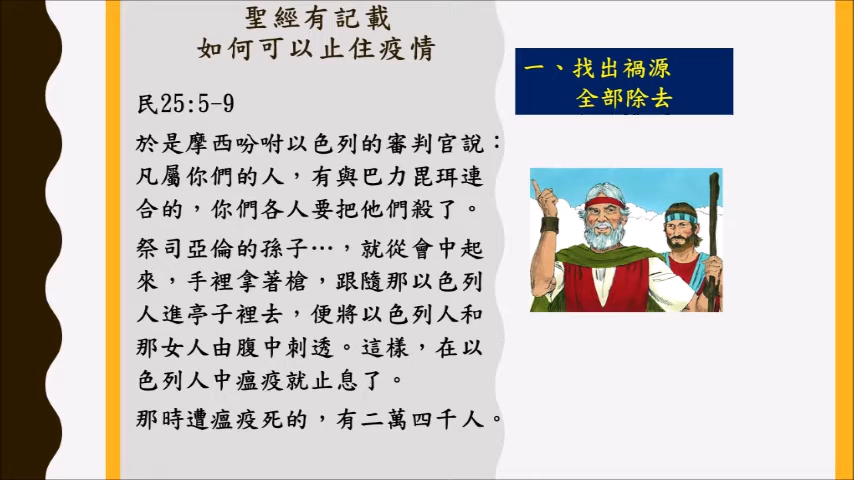 聖經有記載
如何可以止住疫情
一、找出禍源
全部除去
民25:5-9
於是摩西吩咐以色列的審判官說：
凡屬你們的人，有與巴力毘珥連
合的，你們各人要把他們殺了。
祭司亞倫的孫子…，就從會中起
來，手裡拿著槍，跟隨那以色列
人進亭子裡去，便將以色列人和
那女人由腹中刺透。這樣，在以
色列人中瘟疫就止息了。
那時遭瘟疫死的，有二萬四千人。